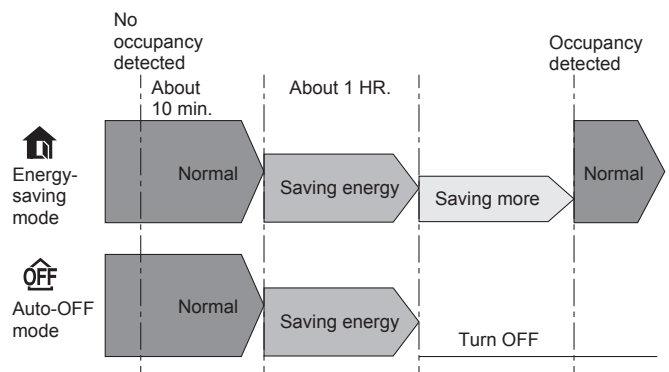 No
occupancy
detected
Occupancy
detected
About
10 min.
About 1 HR.
Energy-
saving
mode
Normal
Saving energy
Saving more
Normal
OFF
Auto-OFF
mode
Normal
Saving energy
Turn OFF